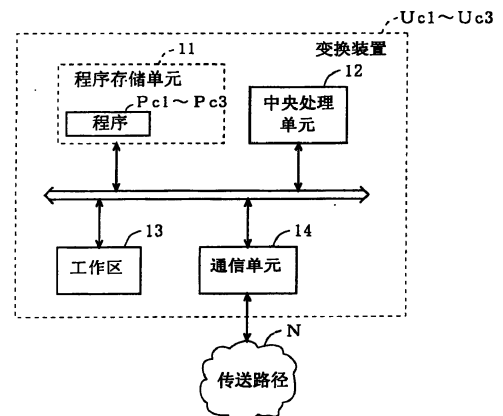 Uc1～Uc3
变换装置
11
程序存储单元
Pc1～Pc3
程序
12
中央处理
单元
13
工作区
14
通信单元
N
传送路径